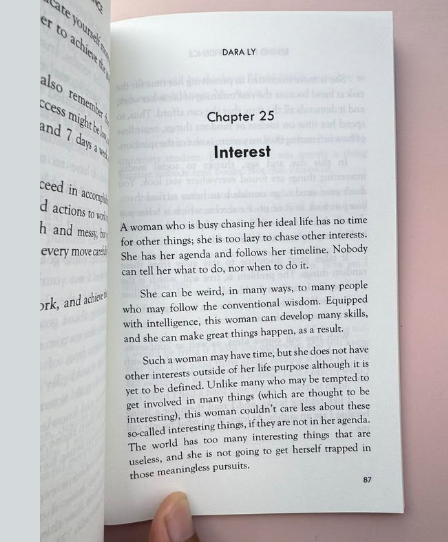 cate yourself
er to achieve the
also remember
ccess might be
and 7 days a
ceed in
d actions to
h and messy,
every move
ork, and achieve
DARA LY
Chapter 25
Interest
A woman who is busy chasing her ideal life has no time
for other things; she is too lazy to chase other interests.
She has her agenda and follows her timeline. Nobody
can tell her what to do, nor when to do it.
She can be weird, in many ways, to many people
who may follow the conventional wisdom. Equipped
with intelligence, this woman can develop many skills,
and she can make great things happen, as a result.
Such a woman may have time, but she does not have
other interests outside of her life purpose although it is
yet to be defined. Unlike many who may be tempted to
get involved in many things (which are thought to be
interesting), this woman couldn't care less about these
so-called interesting things, if they are not in her agenda.
The world has too many interesting things that are
useless, and she is not going to get herself trapped in
those meaningless pursuits.
87